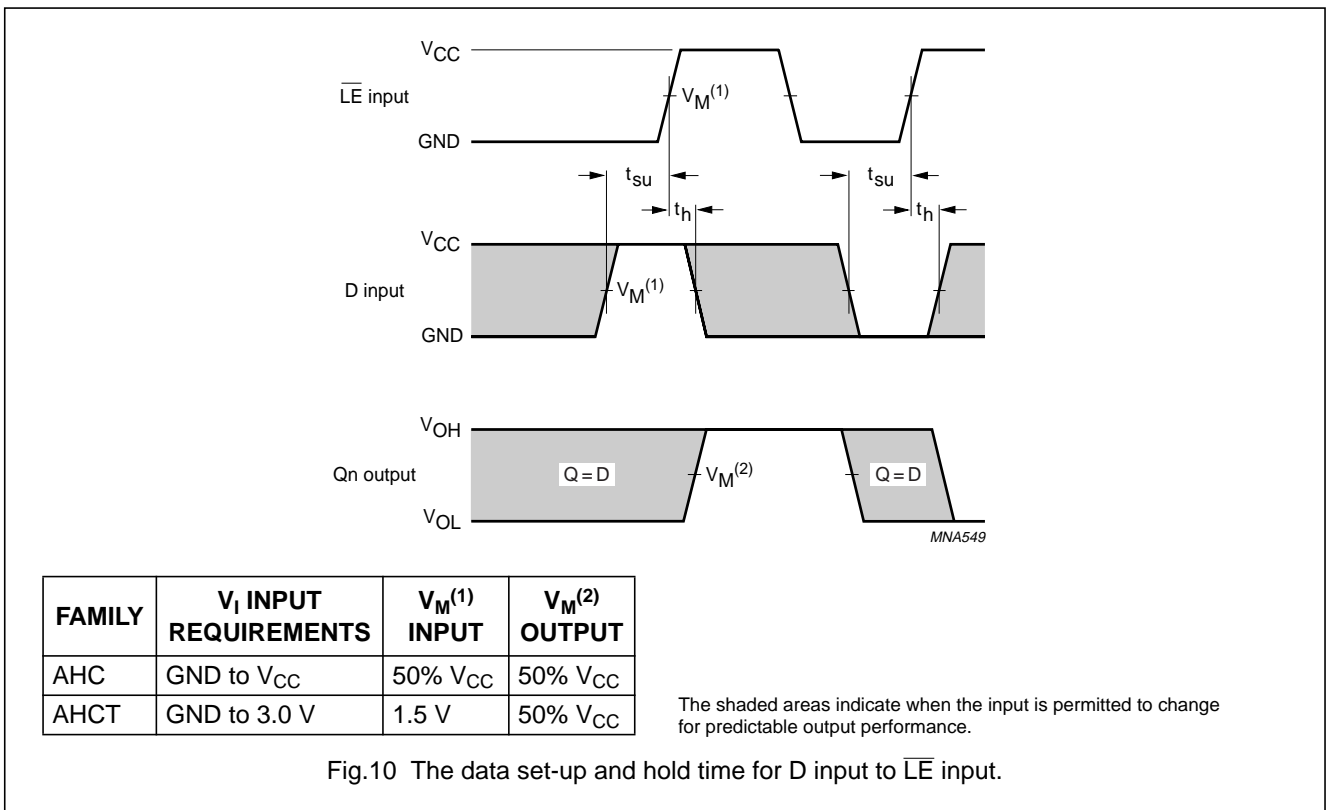 VCC
LE input
VM(1)
GND
tsu
tsu
th
th
VCC
D input
VM(1)
GND
VOH
Qn output
Q = D
VM(2)
Q = D
VOL
MNA549
FAMILY VI INPUT REQUIREMENTS VM(1) INPUT VM(2) OUTPUT
AHC GND to VCC 50% VCC 50% VCC
AHCT GND to 3.0 V 1.5 V 50% VCC
The shaded areas indicate when the input is permitted to change
for predictable output performance.
Fig.10 The data set-up and hold time for D input to LE input.